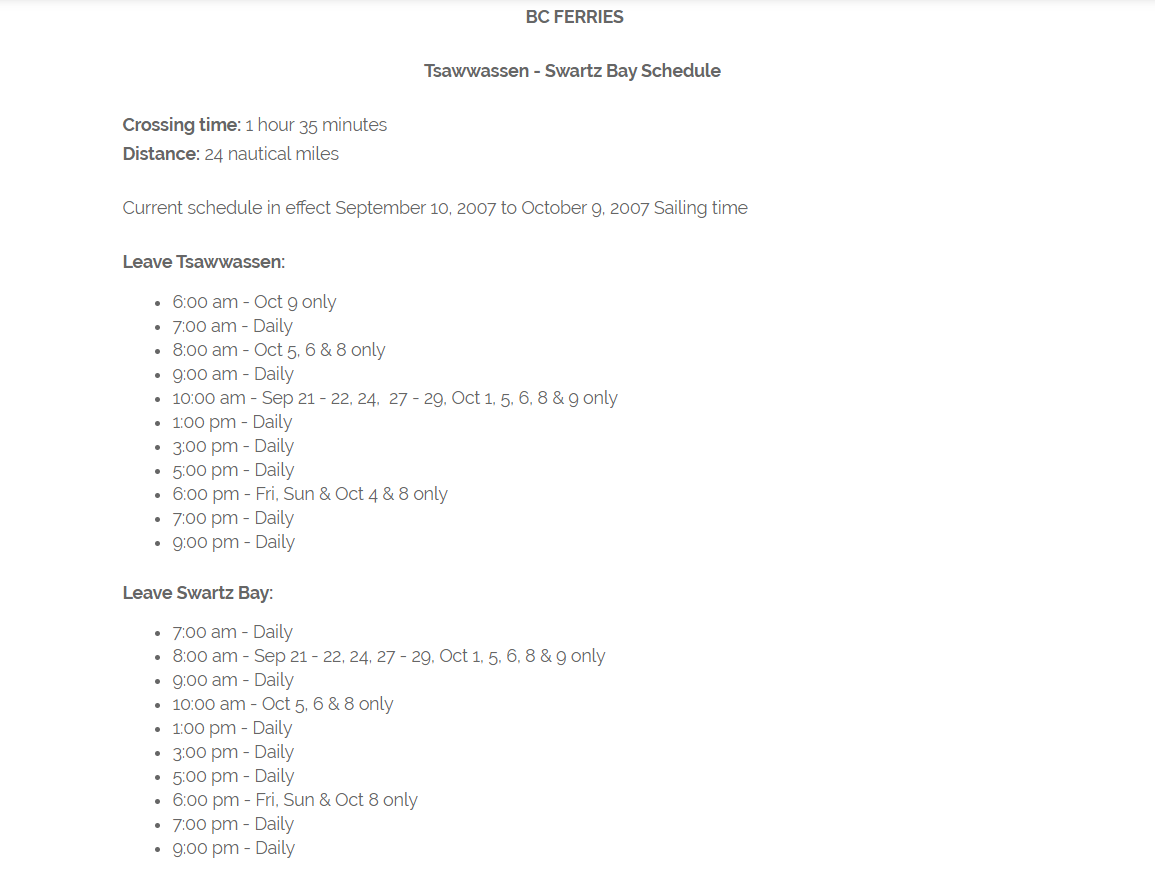 BC FERRIES
Tsawwassen - Swartz Bay Schedule
Crossing time: 1 hour 35 minutes
Distance: 24 nautical miles
Current schedule in effect September 10, 2007 to October 9, 2007 Sailing time
Leave Tsawwassen:
• 6:00 am - Oct 9 only
• 7:00 am - Daily
• 8:00 am - Oct 5, 6 & 8 only
• 9:00 am - Daily
• 10:00 am - Sep 21 - 22, 24,  27 - 29, Oct 1, 5, 6, 8 & 9 only
• 1:00 pm - Daily
• 3:00 pm - Daily
• 5:00 pm - Daily
• 6:00 pm - Fri, Sun & Oct 4 & 8 only
• 7:00 pm - Daily
• 9:00 pm - Daily
Leave Swartz Bay:
• 7:00 am - Daily
• 8:00 am - Sep 21 - 22, 24, 27 - 29, Oct 1, 5, 6, 8 & 9 only
• 9:00 am - Daily
• 10:00 am - Oct 5, 6 & 8 only
• 1:00 pm - Daily
• 3:00 pm - Daily
• 5:00 pm - Daily
• 6:00 pm - Fri, Sun & Oct 8 only
• 7:00 pm - Daily
• 9:00 pm - Daily